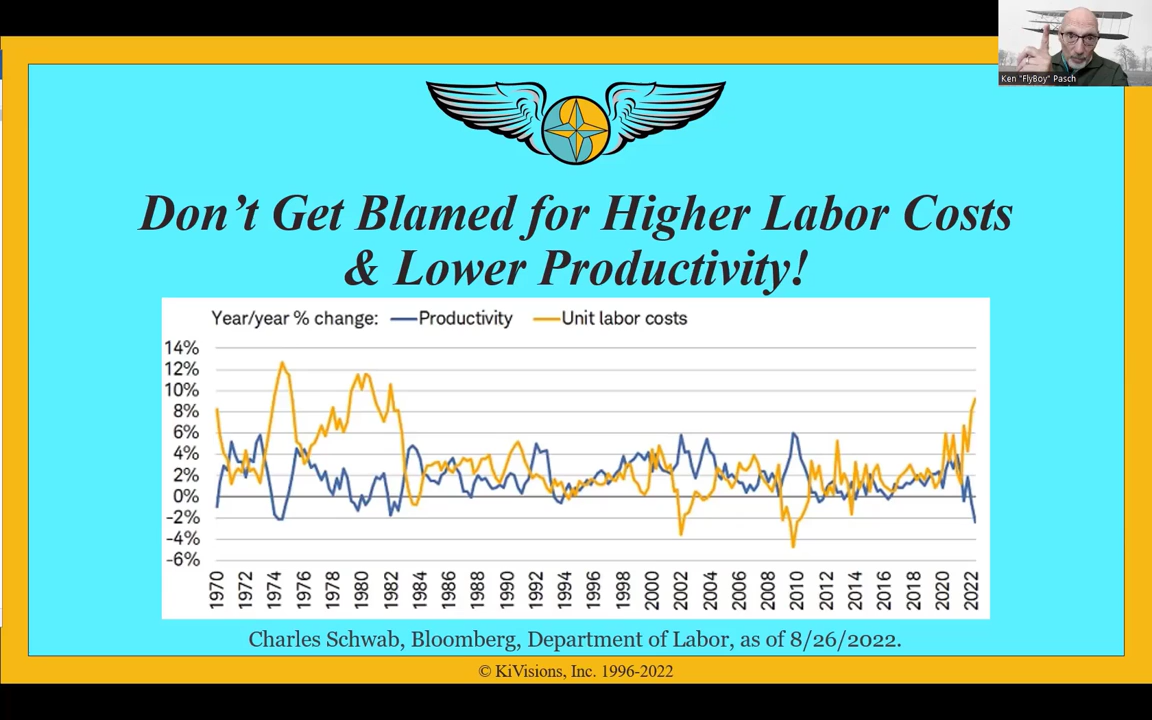 Ken "FlyBoy" Pasch
Don't Get Blamed for Higher Labor Costs
& Lower Productivity!
Year/year % change: Productivity Unit labor costs
14%
12%
10%
8%
6%
4%
2%
0%
-2%
-4%
-6%
1970 1972 1974 1976 1978 1980 1982 1984 1986 1988 1990 1992 1994 1996 1998 2000 2002 2004 2006 2008 2010 2012 2014 2016 2018 2020 2022
Charles Schwab, Bloomberg, Department of Labor, as of 8/26/2022.
© KiVisions, Inc. 1996-2022